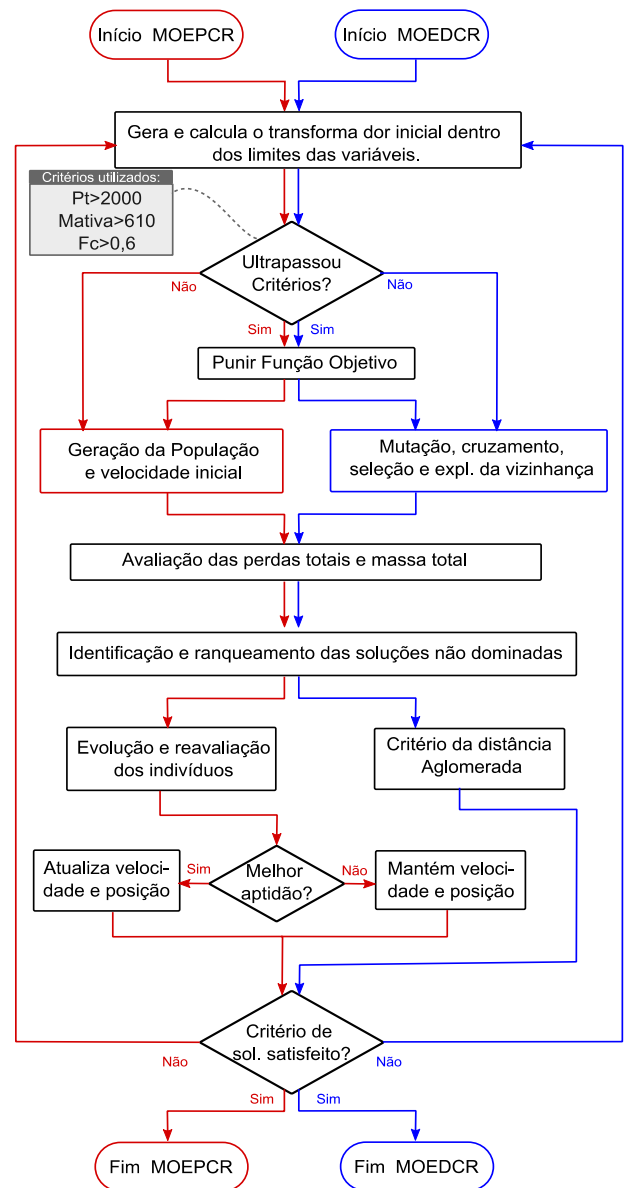 Início MOEPCR
Início MOEDCR
Gera e calcula o transforma dor inicial dentro
dos limites das variáveis.
Critérios utilizados:
Pt>2000
Mativa>610
Fc>0,6
Ultrapassou
Critérios?
Não
Não
Sim
Sim
Punir Função Objetivo
Geração da População
e velocidade inicial
Mutação, cruzamento,
seleção e expl. da vizinhança
Avaliação das perdas totais e massa total
Identificação e ranqueamento das soluções não dominadas
Evolução e reavaliação
dos indivíduos
Critério da distância
Aglomerada
Atualiza veloci-
dade e posição
Sim
Melhor
aptidão?
Não
Mantém veloci-
dade e posição
Critério de
sol. satisfeito?
Não
Não
Sim
Sim
Fim MOEPCR
Fim MOEDCR